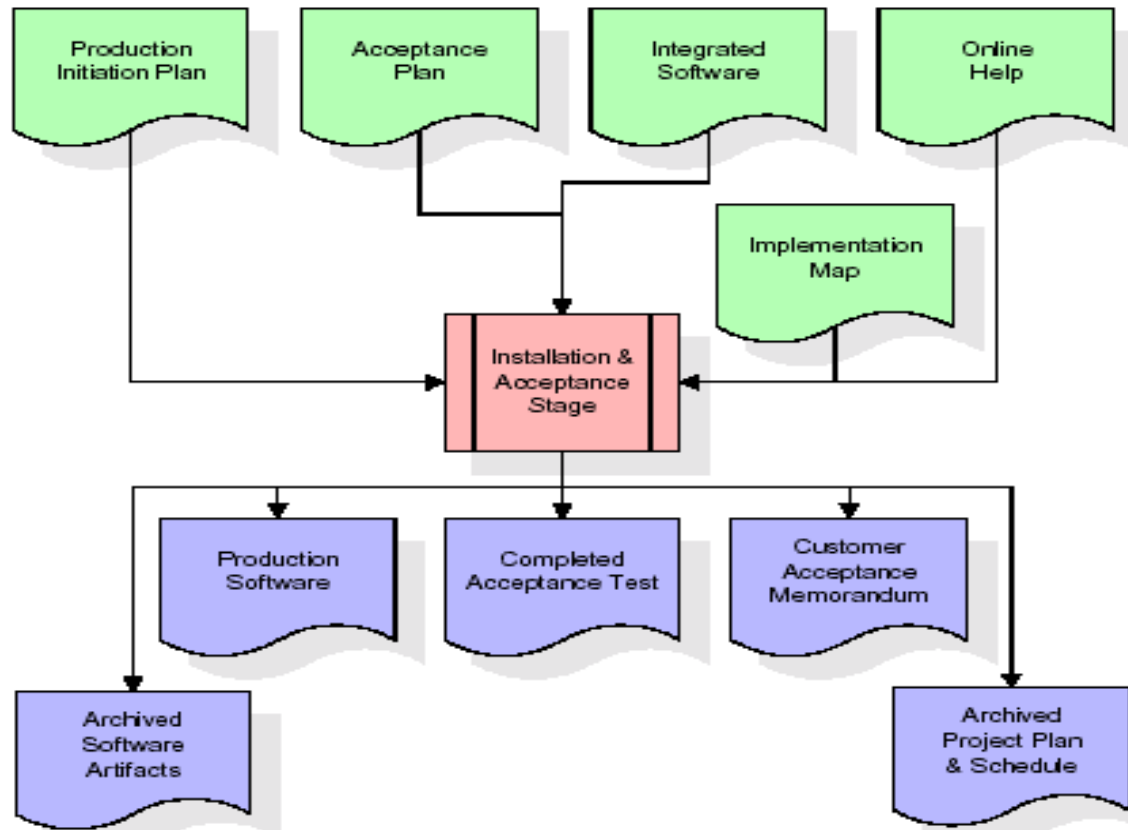 Production
Initiation Plan
Acceptance
Plan
Integrated
Software
Online
Help
Implementation
Map
Installation &
Acceptance
Stage
Production
Software
Completed
Acceptance Test
Customer
Acceptance
Memorandum
Archived
Software
Artifacts
Archived
Project Plan
& Schedule